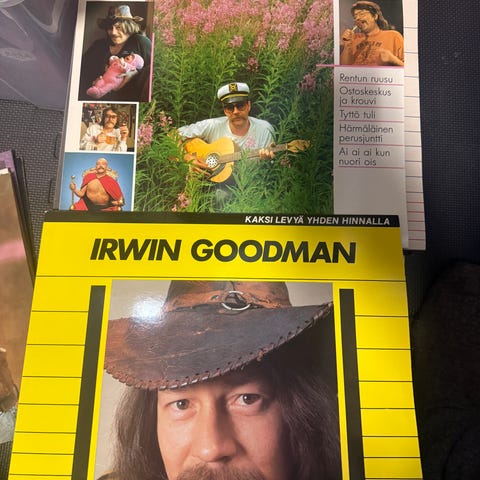 Rentun ruusu
Ostoskeskus
ja krouvi
Tyttö tuli
Härmäläinen
perusjuntti
Ai ai ai kun
nuori ois
KAKSI LEVYÄ YHDEN HINNALLA
IRWIN GOODMAN